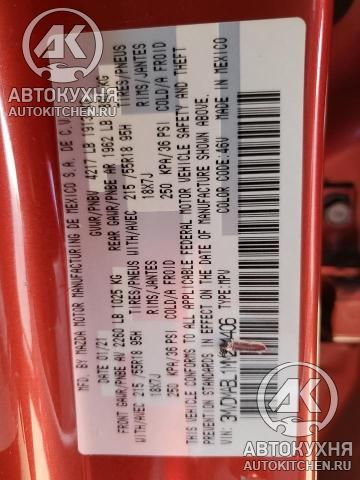 MFD. BY MAZDA MOTOR MANUFACTURING DE MEXICO S.A. DE C.V.
01/21 GVWR/PNBV 4217 LB 1913 KG
FRONT GAWR/PNBE AV 2260 LB 1025 KG REAR GAWR/PNBE AR 1962 LB KG
WITH/AVEC 215/55R18 95H TIRES/PNEUS WITH/AVEC 215/55R18 95H TIRES/PNEUS
18X7J RIMS/JANTES 18X7J RIMS/JANTES
250 KPA/36 PSI COLD/A FROID 250 KPA/36 PSI COLD/A FROID
THIS VEHICLE CONFORMS TO ALL APPLICABLE FEDERAL MOTOR VEHICLE SAFETY AND THEFT
PREVENTION STANDARDS IN EFFECT ON THE DATE OF MANUFACTURE SHOWN ABOVE.
VIN: TYPE:MPV COLOR CODE:46V MADE IN MEXICO
АВТОКУХНЯ
AUTOKITCHEN.RU
АВТОКУХНЯ
AUTOKITCHEN.RU